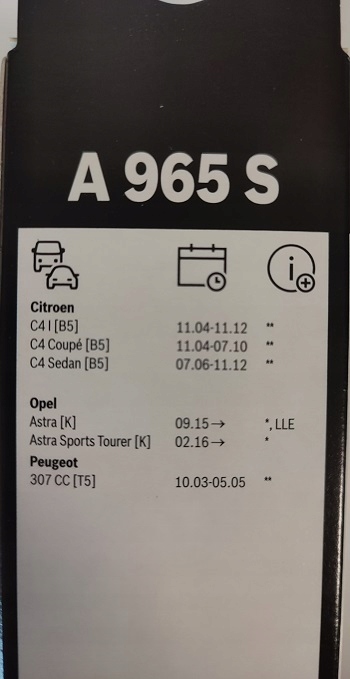 A 965 S
Citroen
C4 I [B5] 11.04-11.12 **
C4 Coupé [B5] 11.04-07.10 **
C4 Sedan [B5] 07.06-11.12 **
Opel
Astra [K] 09.15→ *, LLE
Astra Sports Tourer [K] 02.16→ *
Peugeot
307 CC [T5] 10.03-05.05 **